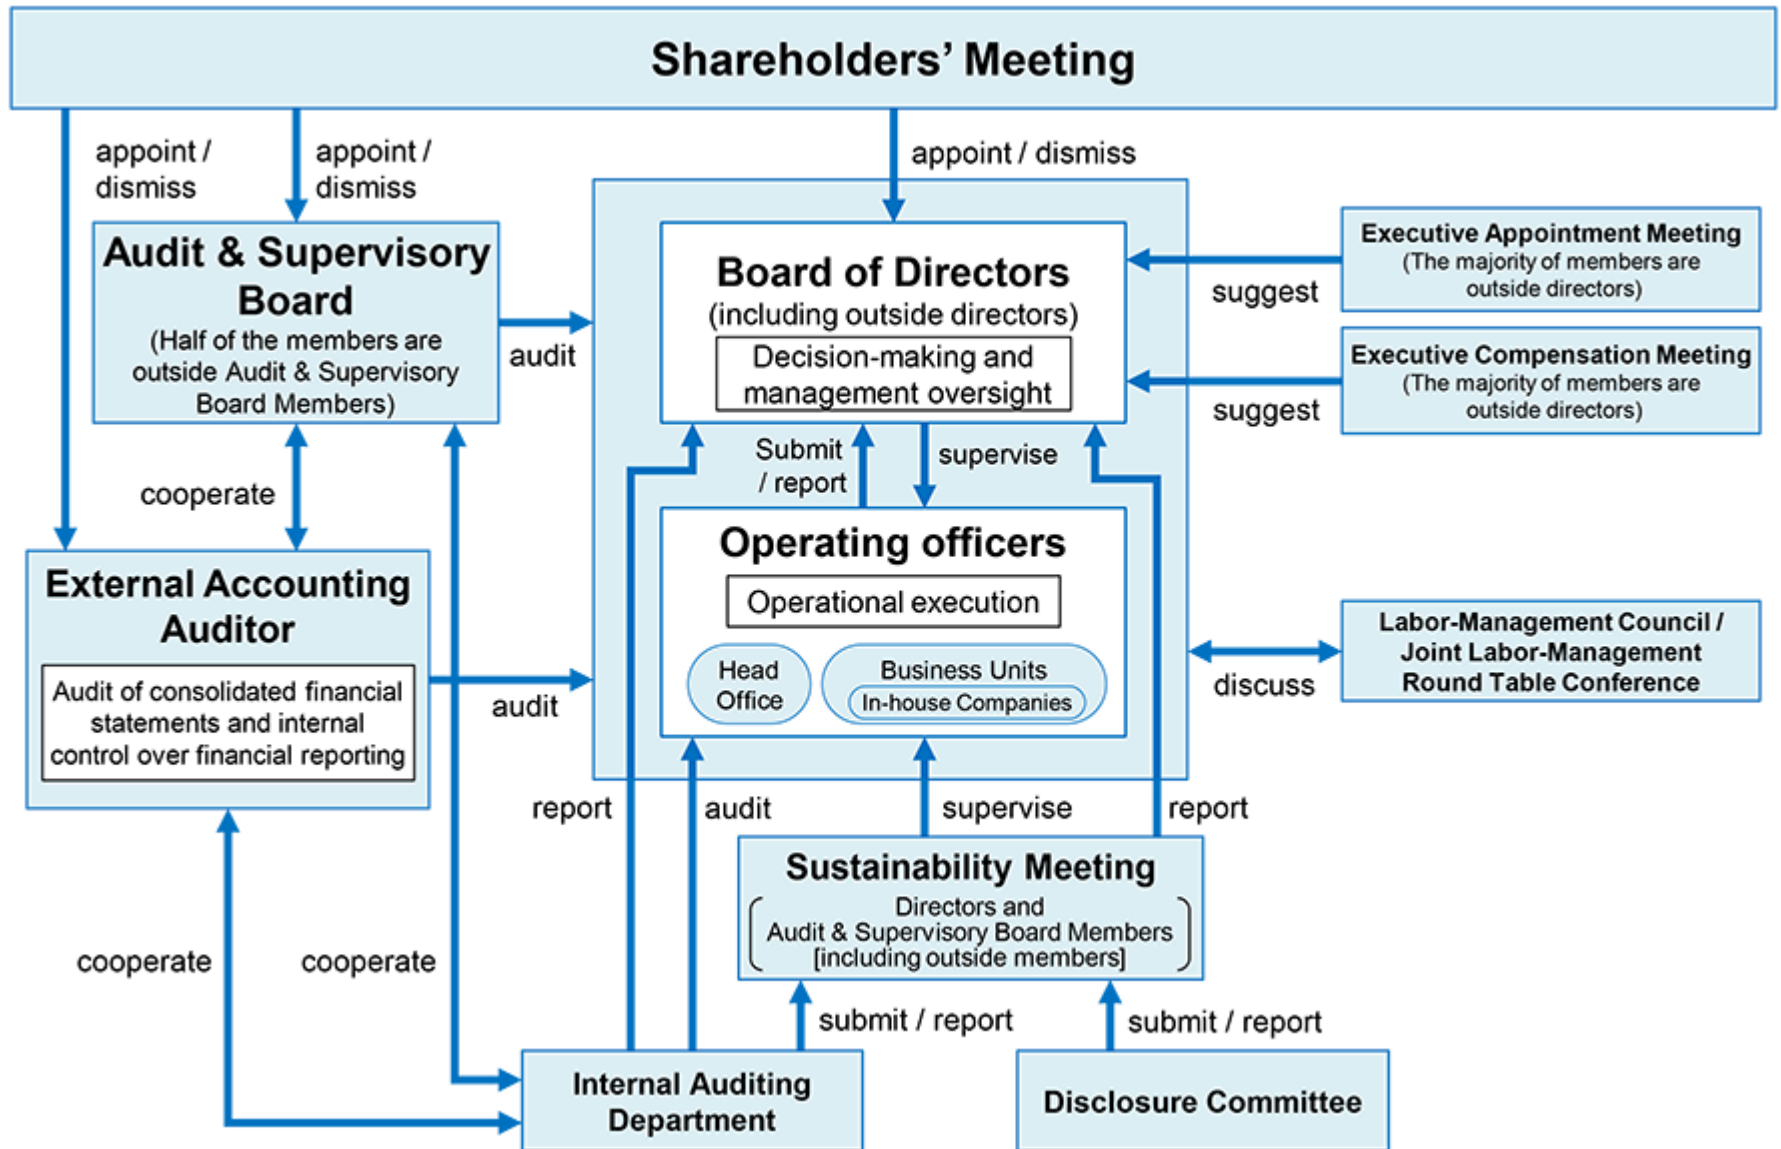 Shareholders’ Meeting
appoint /
dismiss
appoint /
dismiss
appoint / dismiss
Audit & Supervisory
Board
(Half of the members are
outside Audit & Supervisory
Board Members)
audit
Board of Directors
(including outside directors)
Decision-making and
management oversight
Executive Appointment Meeting
(The majority of members are
outside directors)
suggest
Executive Compensation Meeting
(The majority of members are
outside directors)
suggest
cooperate
Submit
/ report
supervise
External Accounting
Auditor
Audit of consolidated financial
statements and internal
control over financial reporting
audit
Operating officers
Operational execution
Head
Office
Business Units
In-house Companies
Labor-Management Council /
Joint Labor-Management
Round Table Conference
discuss
report
audit
supervise
report
Sustainability Meeting
Directors and
Audit & Supervisory Board Members
[including outside members]
cooperate
cooperate
submit / report
submit / report
Internal Auditing
Department
Disclosure Committee